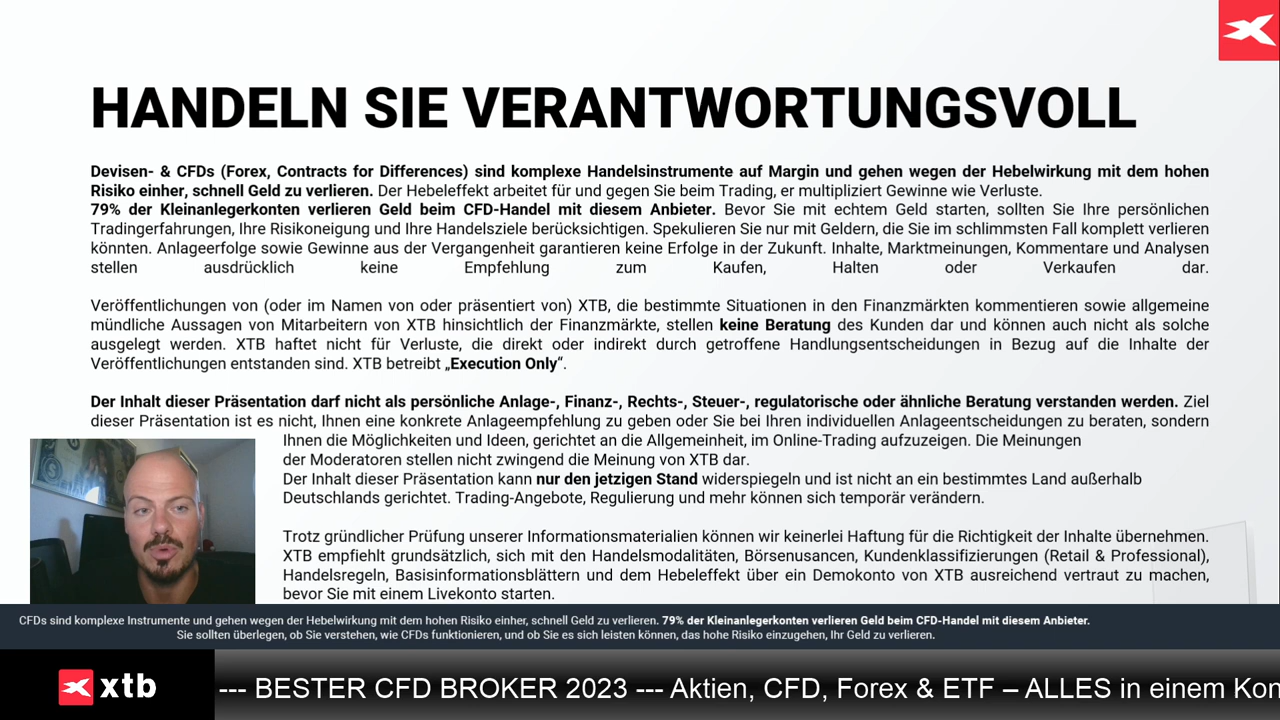 HANDELN SIE VERANTWORTUNGSVOLL
Devisen- & CFDs (Forex, Contracts for Differences) sind komplexe Handelsinstrumente auf Margin und gehen wegen der Hebelwirkung mit dem hohen
Risiko einher, schnell Geld zu verlieren. Der Hebeleffekt arbeitet für und gegen Sie beim Trading, er multipliziert Gewinne wie Verluste.
79% der Kleinanlegerkonten verlieren Geld beim CFD-Handel mit diesem Anbieter. Bevor Sie mit echtem Geld starten, sollten Sie Ihre persönlichen
Tradingerfahrungen, Ihre Risikoneigung und Ihre Handelsziele berücksichtigen. Spekulieren Sie nur mit Geldern, die Sie im schlimmsten Fall komplett verlieren
könnten. Anlageerfolge sowie Gewinne aus der Vergangenheit garantieren keine Erfolge in der Zukunft. Inhalte, Marktmeinungen, Kommentare und Analysen
stellen ausdrücklich keine Empfehlung zum Kaufen, Halten oder Verkaufen dar.
Veröffentlichungen von (oder im Namen von oder präsentiert von) XTB, die bestimmte Situationen in den Finanzmärkten kommentieren sowie allgemeine
mündliche Aussagen von Mitarbeitern von XTB hinsichtlich der Finanzmärkte, stellen keine Beratung des Kunden dar und können auch nicht als solche
ausgelegt werden. XTB haftet nicht für Verluste, die direkt oder indirekt durch getroffene Handlungsentscheidungen in Bezug auf die Inhalte der
Veröffentlichungen entstanden sind. XTB betreibt „Execution Only“.
Der Inhalt dieser Präsentation darf nicht als persönliche Anlage-, Finanz-, Rechts-, Steuer-, regulatorische oder ähnliche Beratung verstanden werden. Ziel
dieser Präsentation ist es nicht, Ihnen eine konkrete Anlageempfehlung zu geben oder Sie bei Ihren individuellen Anlageentscheidungen zu beraten, sondern
Ihnen die Möglichkeiten und Ideen, gerichtet an die Allgemeinheit, im Online-Trading aufzuzeigen. Die Meinungen
der Moderatoren stellen nicht zwingend die Meinung von XTB dar.
Der Inhalt dieser Präsentation kann nur den jetzigen Stand widerspiegeln und ist nicht an ein bestimmtes Land außerhalb
Deutschlands gerichtet. Trading-Angebote, Regulierung und mehr können sich temporär verändern.
Trotz gründlicher Prüfung unserer Informationsmaterialien können wir keinerlei Haftung für die Richtigkeit der Inhalte übernehmen.
XTB empfiehlt grundsätzlich, sich mit den Handelsmodalitäten, Börsenusancen, Kundenklassifizierungen (Retail & Professional),
Handelsregeln, Basisinformationsblättern und dem Hebeleffekt über ein Demokonto von XTB ausreichend vertraut zu machen,
bevor Sie mit einem Livekonto starten.
CFDs sind komplexe Instrumente und gehen wegen der Hebelwirkung mit dem hohen Risiko einher, schnell Geld zu verlieren. 79% der Kleinanlegerkonten verlieren Geld beim CFD-Handel mit diesem Anbieter.
Sie sollten überlegen, ob Sie verstehen, wie CFDs funktionieren, und ob Sie es sich leisten können, das hohe Risiko einzugehen, Ihr Geld zu verlieren.
xtb --- BESTER CFD BROKER 2023 --- Aktien, CFD, Forex & ETF – ALLES in einem Kon